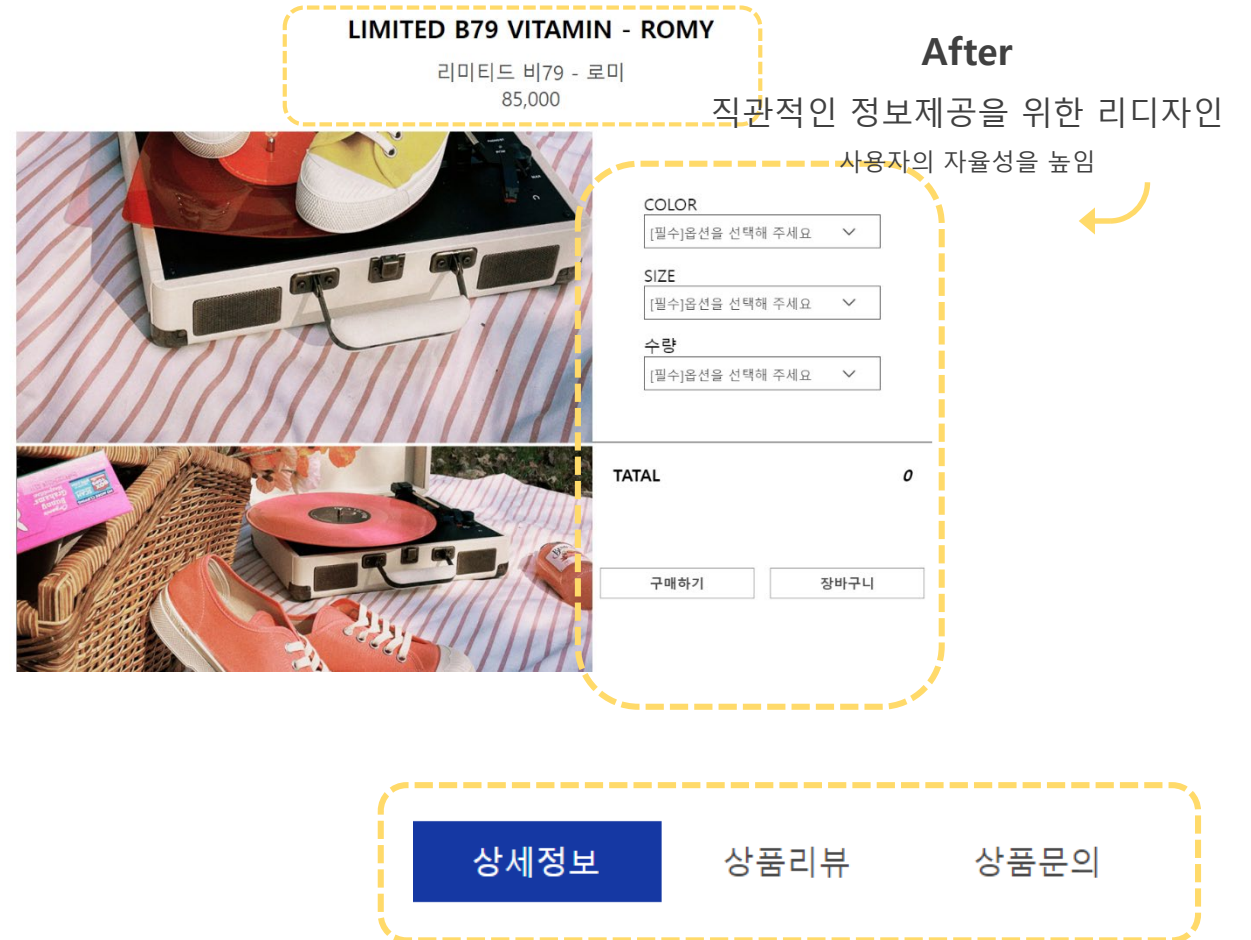 LIMITED B79 VITAMIN - ROMY
리미티드 비79 - 로미
85,000
After
직관적인 정보제공을 위한 리디자인
사용자의 자율성을 높임
COLOR
[필수]옵션을 선택해 주세요
SIZE
[필수]옵션을 선택해 주세요
수량
[필수]옵션을 선택해 주세요
TATAL 0
구매하기 장바구니
상세정보 상품리뷰 상품문의